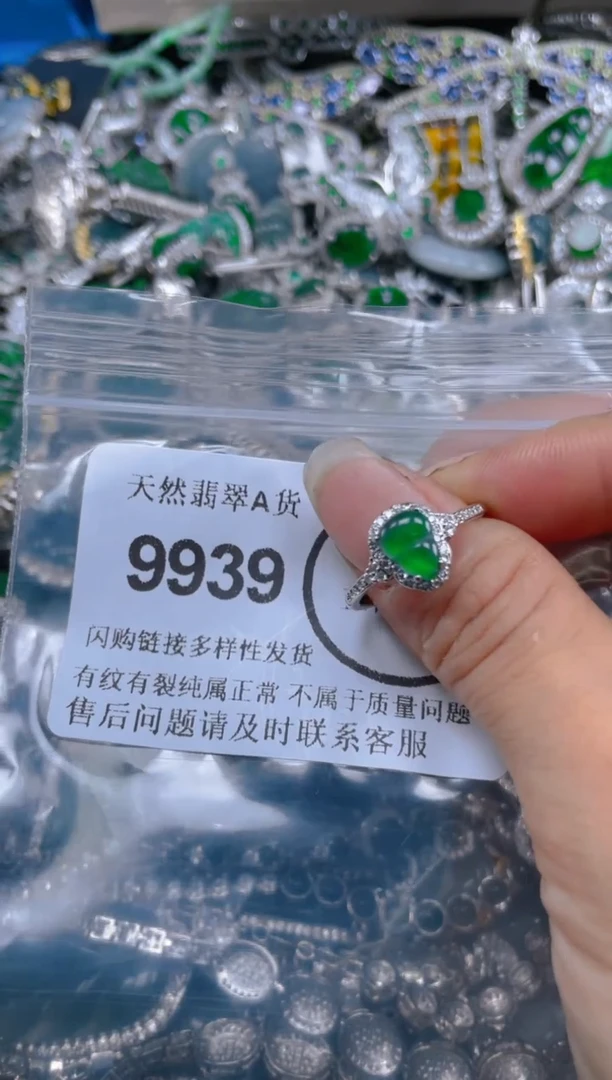 天然翡翠A货
9939
闪购链接多样性发货
有纹有裂纯属正常 不属于质量问题
售后问题请及时联系客服